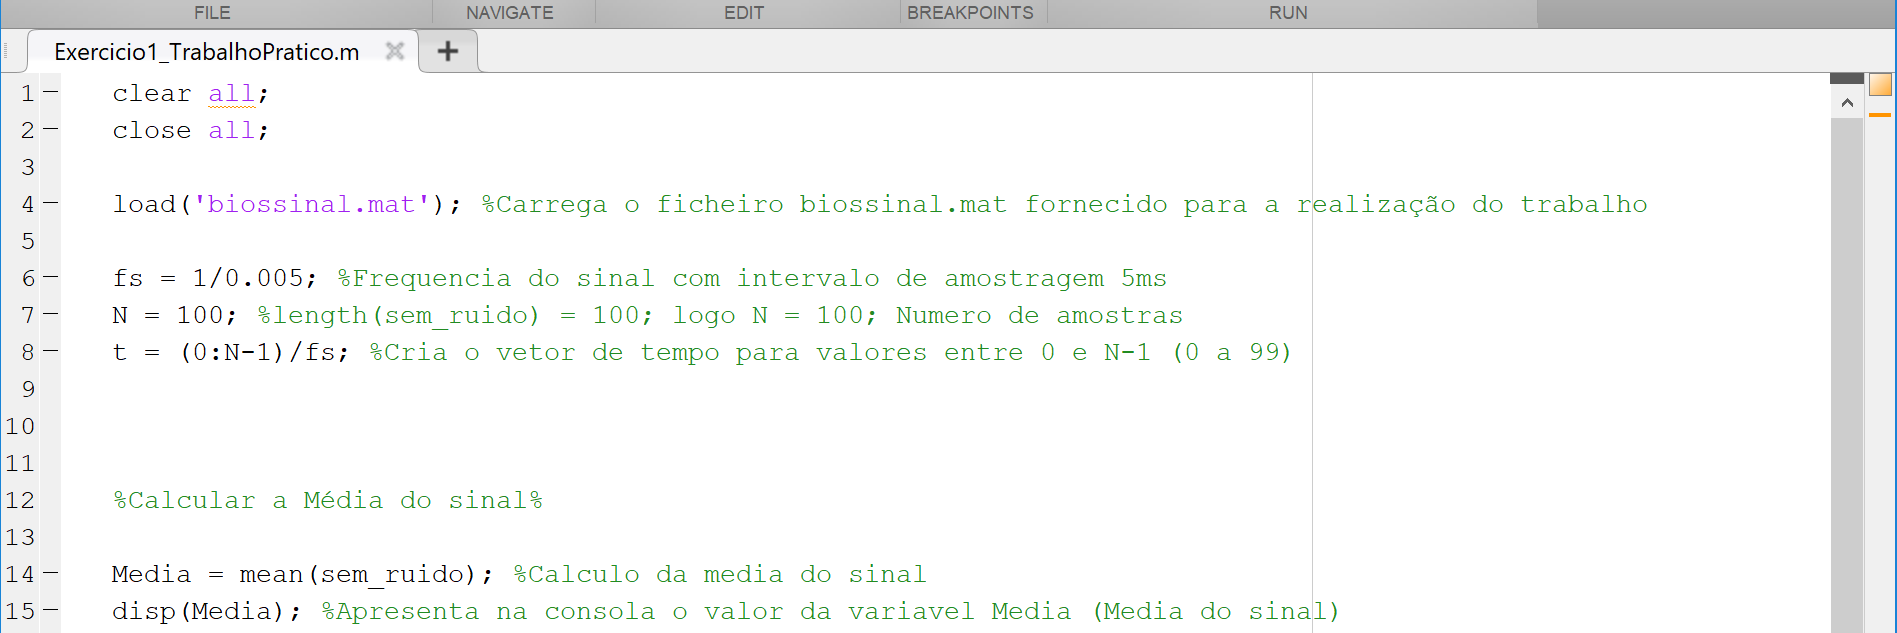 FILE NAVIGATE EDIT BREAKPOINTS RUN
Exercicio1_TrabalhoPratico.m
1 clear all;
2 close all;
3
4 load('biossinal.mat'); %Carrega o ficheiro biossinal.mat fornecido para a realização do trabalho
5
6 fs = 1/0.005; %Frequencia do sinal com intervalo de amostragem 5ms
7 N = 100; %length(sem_ruido) = 100; logo N = 100; Numero de amostras
8 t = (0:N-1)/fs; %Cria o vetor de tempo para valores entre 0 e N-1 (0 a 99)
9
10
11
12 %Calcular a Média do sinal%
13
14 Media = mean(sem_ruido); %Calculo da media do sinal
15 disp(Media); %Apresenta na consola o valor da variavel Media (Media do sinal)